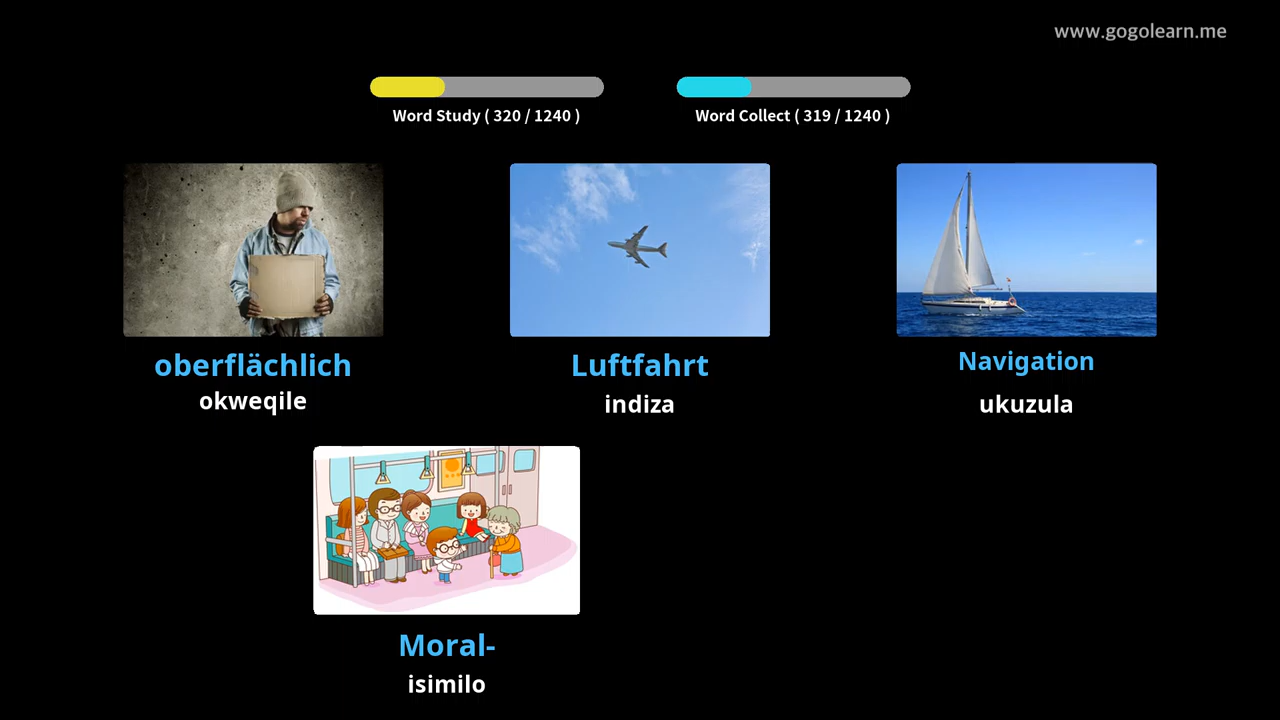 www.gogolearn.me
Word Study ( 320 / 1240 )
Word Collect ( 319 / 1240 )
oberflächlich
okweqile
Luftfahrt
indiza
Navigation
ukuzula
Moral-
isimilo